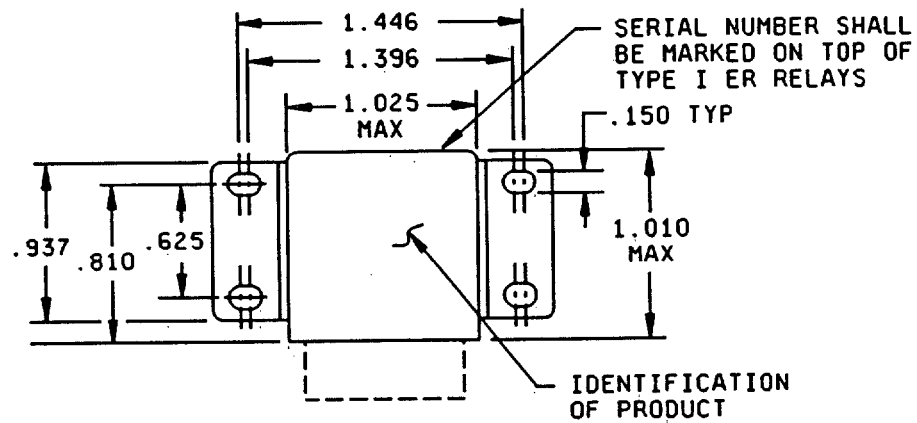 1.446
1.396
1.025
MAX
SERIAL NUMBER SHALL
BE MARKED ON TOP OF
TYPE I ER RELAYS
.150 TYP
.937
.810
.625
1.010
MAX
IDENTIFICATION
OF PRODUCT